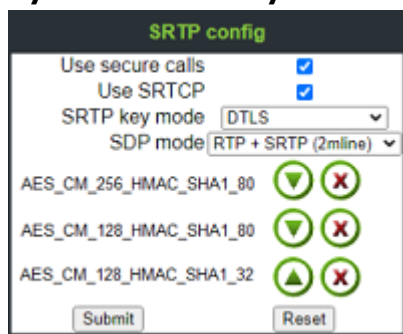 SRTP config
Use secure calls
Use SRTCP
SRTP key mode DTLS
SDP mode RTP + SRTP (2mline)
AES_CM_256_HMAC_SHA1_80 X
AES_CM_128_HMAC_SHA1_80 X
AES_CM_128_HMAC_SHA1_32 X
Submit Reset